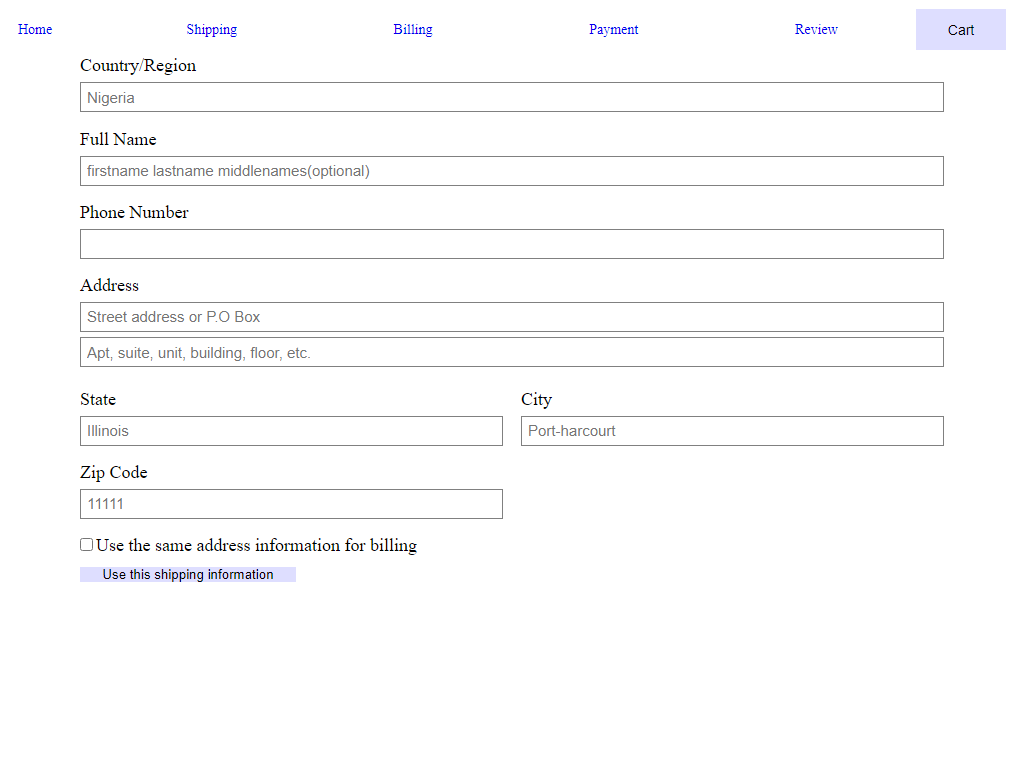 Home Shipping Billing Payment Review Cart
Country/Region
Nigeria
Full Name
firstname lastname middlenames(optional)
Phone Number
Address
Street address or P.O Box
Apt, suite, unit, building, floor, etc.
State City
Illinois Port-harcourt
Zip Code
11111
Use the same address information for billing
Use this shipping information